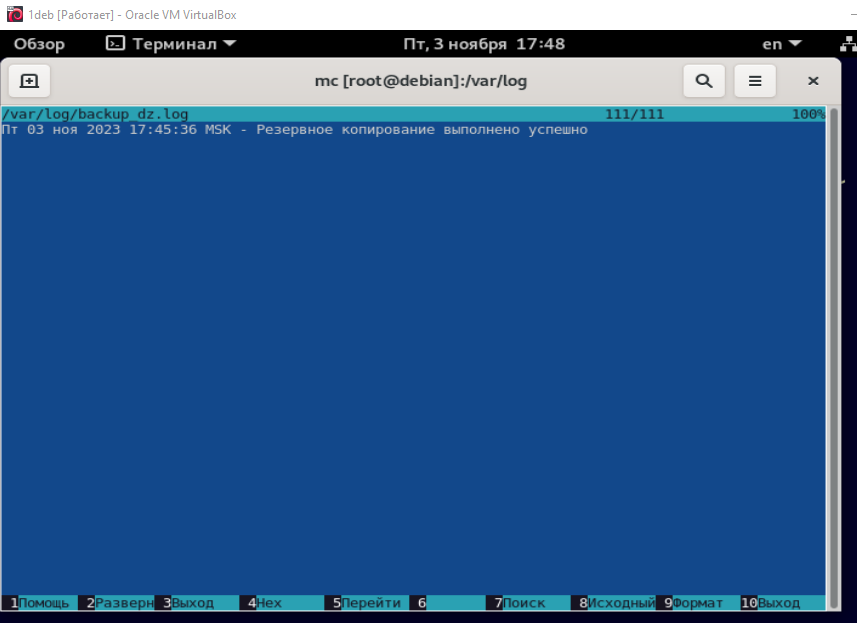 1deb [Работает] - Oracle VM VirtualBox
Обзор Терминал Пт, 3 ноября 17:48 en
mc [root@debian]:/var/log
/var/log/backup_dz.log 111/111 100%
Пт 03 ноя 2023 17:45:36 MSK - Резервное копирование выполнено успешно
1Помощь 2Разверн 3Выход 4Hex 5Перейти 6 7Поиск 8Исходный 9Формат 10Выход